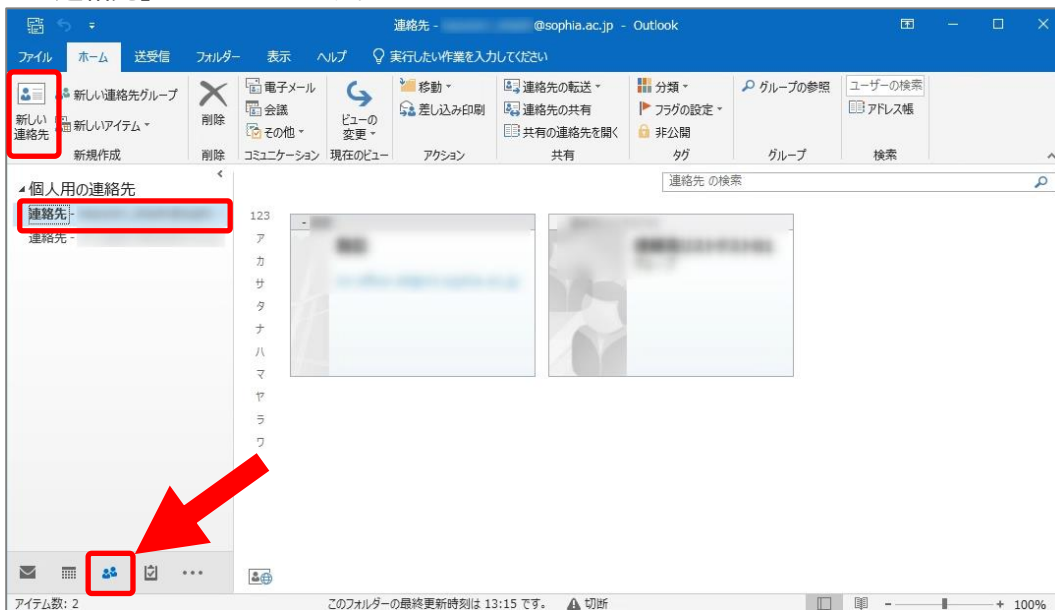 連絡先 - @sophia.ac.jp - Outlook
ファイル ホーム 送受信 フォルダー 表示 ヘルプ 実行したい作業を入力してください
新しい連絡先
新しい連絡先グループ
新しいアイテム
新規作成
削除
削除
電子メール
会議
その他
コミュニケーション
ビューの変更
現在のビュー
移動
差し込み印刷
アクション
連絡先の転送
連絡先の共有
共有の連絡先を開く
共有
分類
フラグの設定
非公開
タグ
グループの参照
グループ
ユーザーの検索
アドレス帳
検索
個人用の連絡先
連絡先 -
連絡先 -
連絡先 の検索
123
ア
カ
サ
タ
ナ
ハ
マ
ヤ
ラ
ワ
アイテム数: 2 このフォルダーの最終更新時刻は 13:15 です。 切断 100%